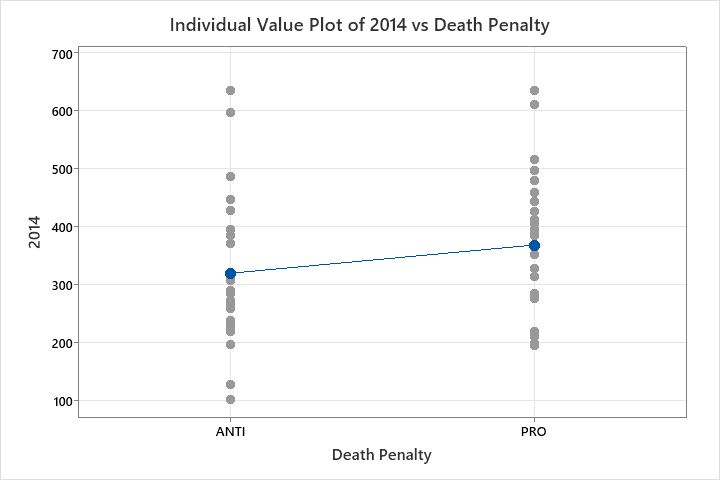 Individual Value Plot of 2014 vs Death Penalty
700
600
500
400
300
200
100
2014
ANTI
PRO
Death Penalty